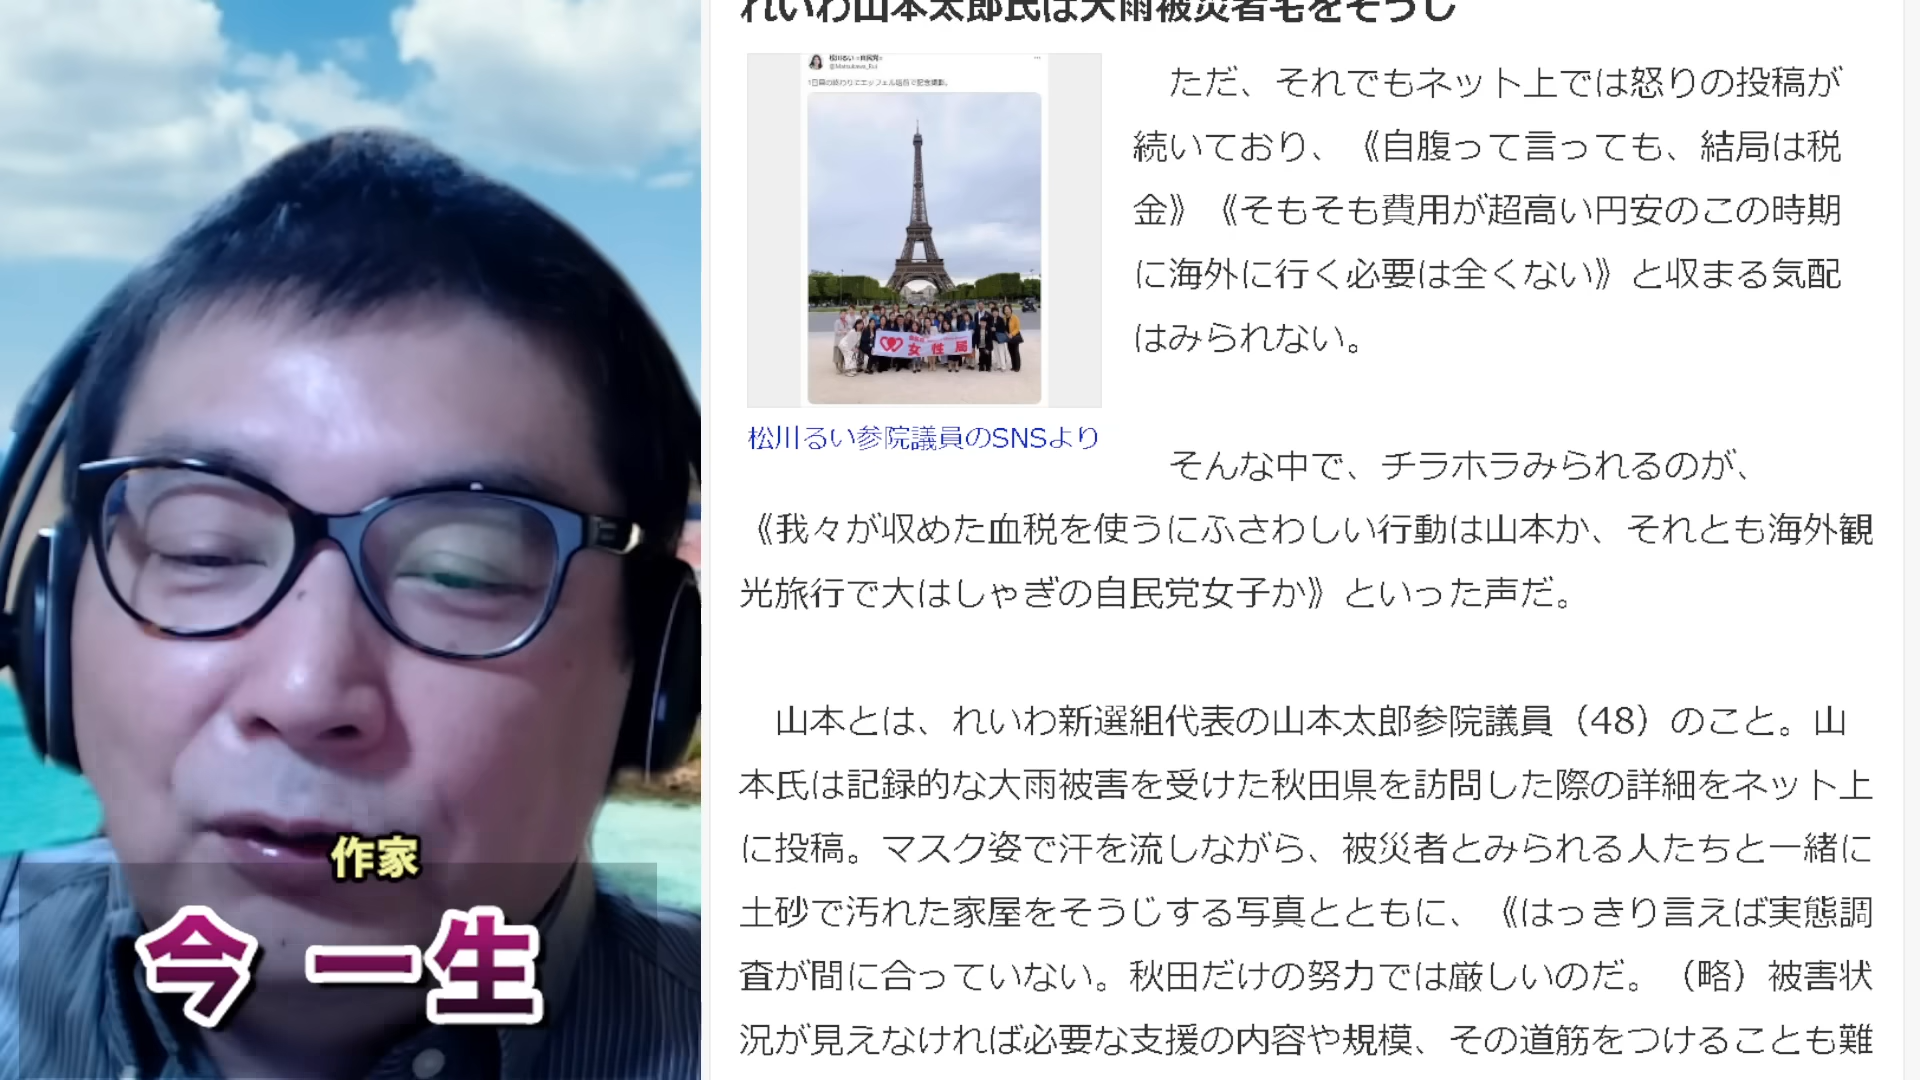 れいわ山本太郎氏は大雨被災者宅をそうじ
松川るい
@Matsukawa_Rui
女性局
松川るい参院議員のSNSより
ただ、それでもネット上では怒りの投稿が
続いており、《自腹って言っても、結局は税
金》《そもそも費用が超高い円安のこの時期
に海外に行く必要は全くない》と収まる気配
はみられない。
そんな中で、チラホラみられるのが、
《我々が収めた血税を使うにふさわしい行動は山本か、それとも海外観
光旅行で大はしゃぎの自民党女子か》といった声だ。
山本とは、れいわ新選組代表の山本太郎参院議員（48）のこと。山
本氏は記録的な大雨被害を受けた秋田県を訪問した際の詳細をネット上
に投稿。マスク姿で汗を流しながら、被災者とみられる人たちと一緒に
土砂で汚れた家屋をそうじする写真とともに、《はっきり言えば実態調
査が間に合っていない。秋田だけの努力では厳しいのだ。（略）被害状
況が見えなければ必要な支援の内容や規模、その道筋をつけることも難
作家
今 一生